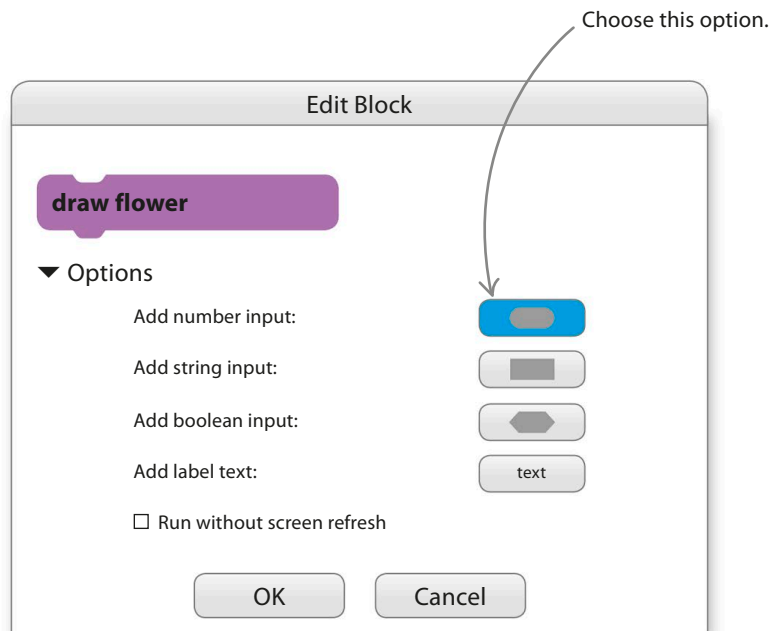 Choose this option.
Edit Block
draw flower
Options
Add number input:
Add string input:
Add boolean input:
Add label text:
text
Run without screen refresh
OK
Cancel